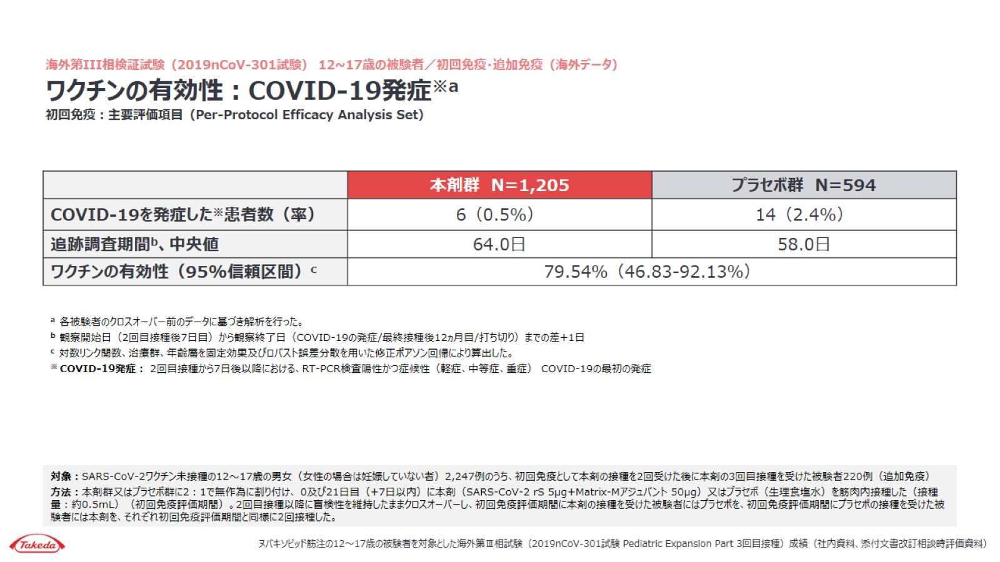 海外第III相検証試験（2019nCoV-301試験） 12~17歳の被験者／初回免疫･追加免疫（海外データ）
ワクチンの有効性：COVID-19発症※a
初回免疫：主要評価項目（Per-Protocol Efficacy Analysis Set）
本剤群 N=1,205 プラセボ群 N=594
COVID-19を発症した※患者数（率） 6（0.5%） 14（2.4%）
追跡調査期間b、中央値 64.0日 58.0日
ワクチンの有効性（95%信頼区間）c 79.54%（46.83-92.13%）
a 各被験者のクロスオーバー前のデータに基づき解析を行った。
b 観察開始日（2回目接種後7日目）から観察終了日（COVID-19の発症/最終接種後12ヵ月目/打ち切り）までの差+1日
c 対数リンク関数、治療群、年齢層を固定効果及びロバスト誤差分散を用いた修正ポアソン回帰により算出した。
※ COVID-19発症： 2回目接種から7日後以降における、RT-PCR検査陽性かつ症候性（軽症、中等症、重症） COVID-19の最初の発症
対象：SARS-CoV-2ワクチン未接種の12～17歳の男女（女性の場合は妊娠していない者）2,247例のうち、初回免疫として本剤の接種を2回受けた後に本剤の3回目接種を受けた被験者220例（追加免疫）
方法：本剤群又はプラセボ群に2：1で無作為に割り付け、0及び21日目（+7日以内）に本剤（SARS-CoV-2 rS 5μg+Matrix-Mアジュバント 50μg）又はプラセボ（生理食塩水）を筋肉内接種した（接種
量：約0.5mL）（初回免疫評価期間）。2回目接種以降に盲検性を維持したままクロスオーバーし、初回免疫評価期間に本剤の接種を受けた被験者にはプラセボを、初回免疫評価期間にプラセボの接種を受けた被
験者には本剤を、それぞれ初回免疫評価期間と同様に2回接種した。
Takeda
ヌバキソビッド筋注の12～17歳の被験者を対象とした海外第Ⅲ相試験（2019nCoV-301試験 Pediatric Expansion Part 3回目接種）成績（社内資料、添付文書改訂相談時評価資料）